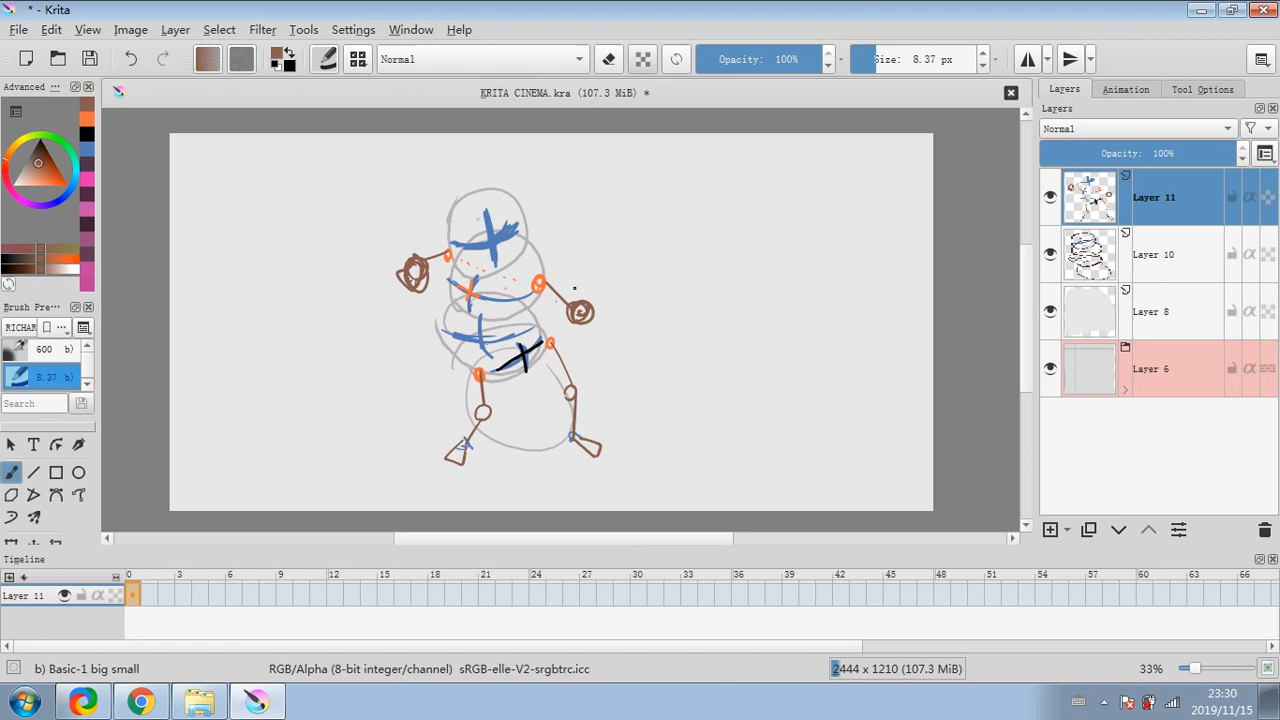 * - Krita
File Edit View Image Layer Select Filter Tools Settings Window Help
Normal Opacity: 100% Size: 8.37 px
Advanced ...
KRITA CINEMA.kra (107.3 MiB) *
Layers Animation Tool Options
Layers
Normal
Opacity: 100%
Layer 11
Layer 10
Layer 8
Layer 6
Brush Pre...
RICHAR
600 b)
8.37 b)
Search
T
Timeline
0 3 6 9 12 15 18 21 24 27 30 33 36 39 42 45 48 51 54 57 60 63 66
Layer 11
b) Basic-1 big small RGB/Alpha (8-bit integer/channel) sRGB-elle-V2-srgbtrc.icc 2444 x 1210 (107.3 MiB) 33%
23:30
2019/11/15